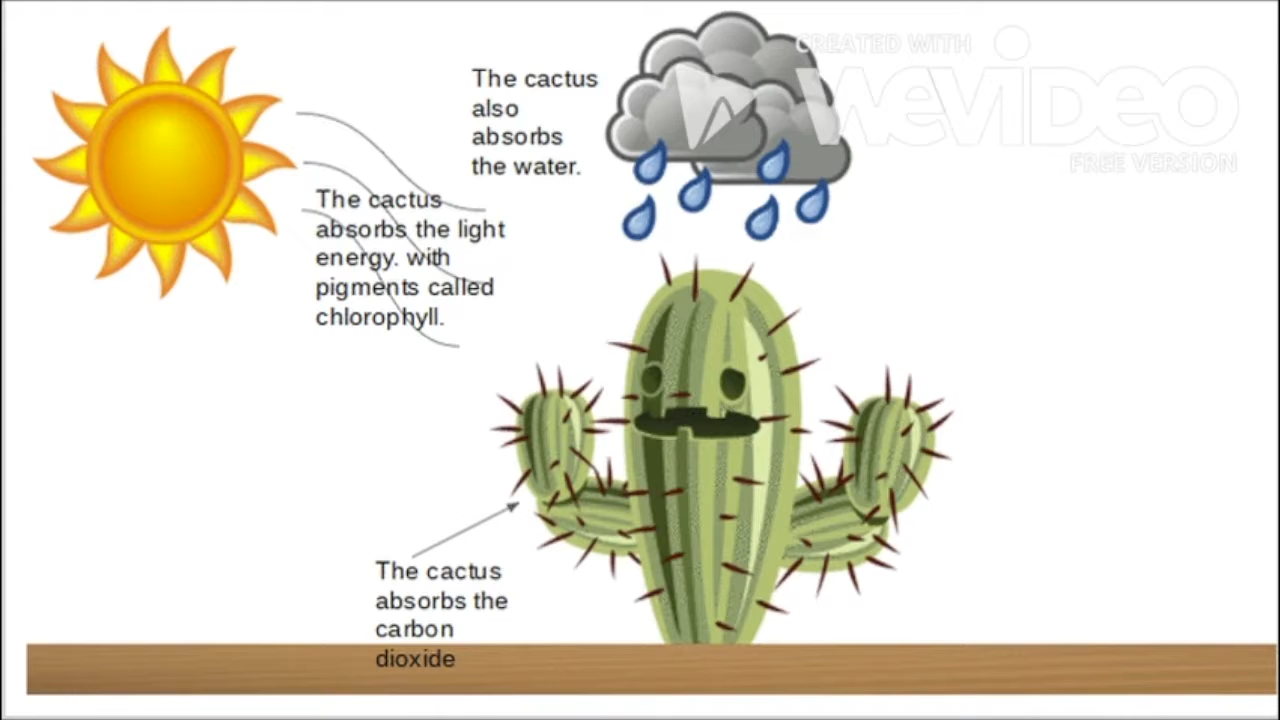 CREATED WITH
WeVideo
FREE VERSION
The cactus
also
absorbs
the water.
The cactus
absorbs the light
energy. with
pigments called
chlorophyll.
The cactus
absorbs the
carbon
dioxide